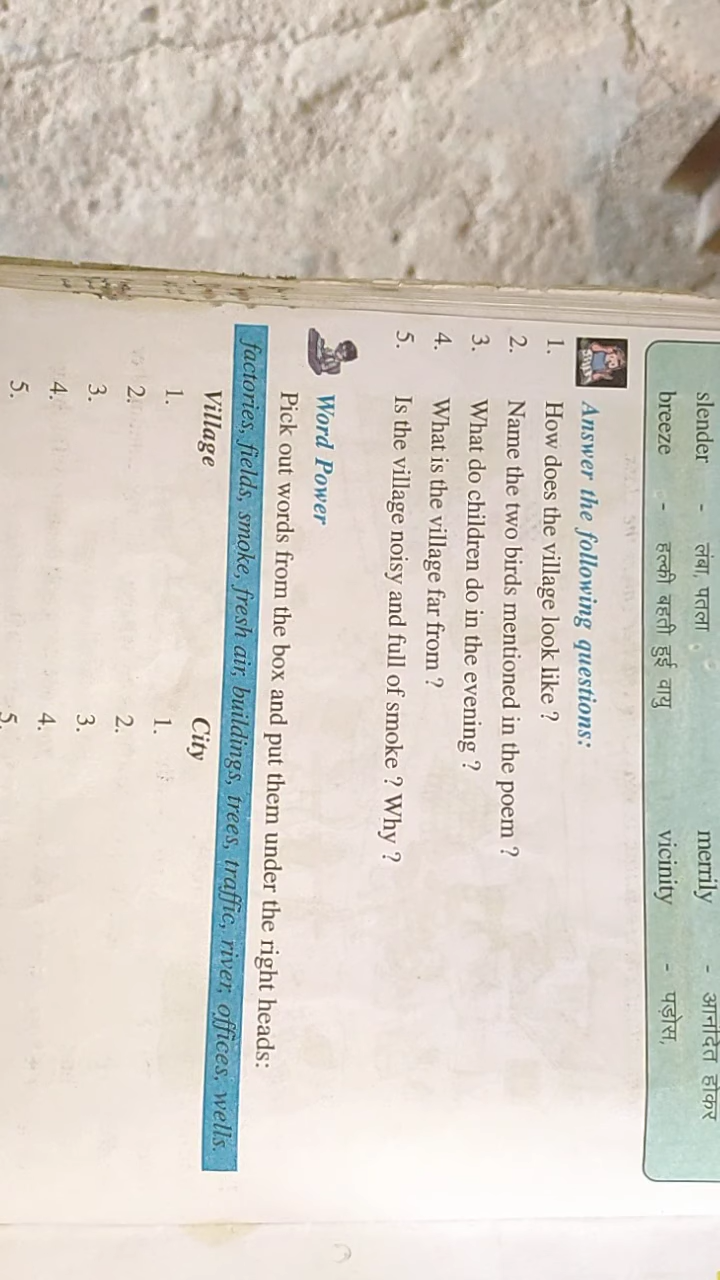 slender - लंबा, पतला merrily - आनंदित होकर
breeze - हल्की बहती हुई वायु vicinity - पड़ोस,
Answer the following questions:
1. How does the village look like ?
2. Name the two birds mentioned in the poem ?
3. What do children do in the evening ?
4. What is the village far from ?
5. Is the village noisy and full of smoke ? Why ?
Word Power
Pick out words from the box and put them under the right heads:
factories, fields, smoke, fresh air, buildings, trees, traffic, river, offices, wells.
Village City
1. 1.
2. 2.
3. 3.
4. 4.
5. 5.